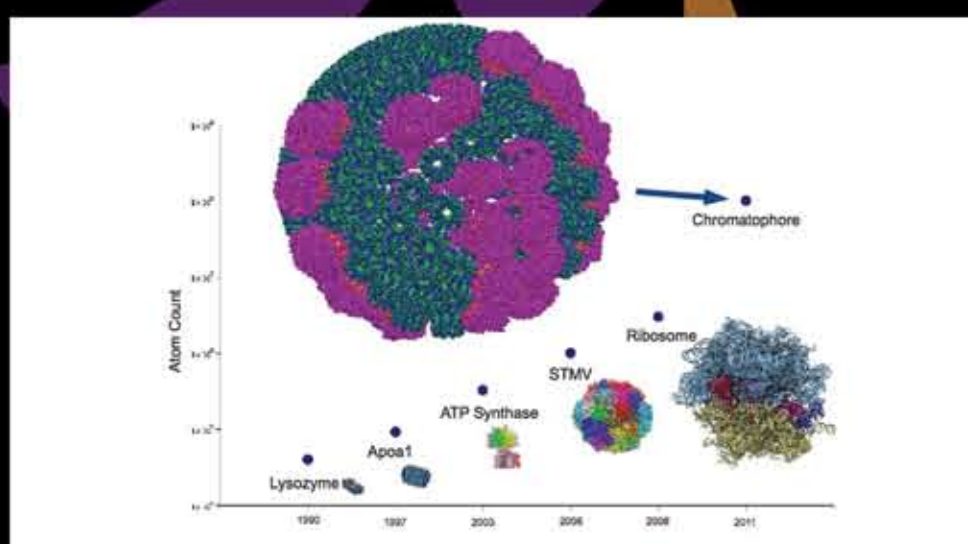 Chromatophore
Ribosome
STMV
ATP Synthase
Apoa1
Lysozyme
Atom Count
1990
1997
2003
2006
2008
2011